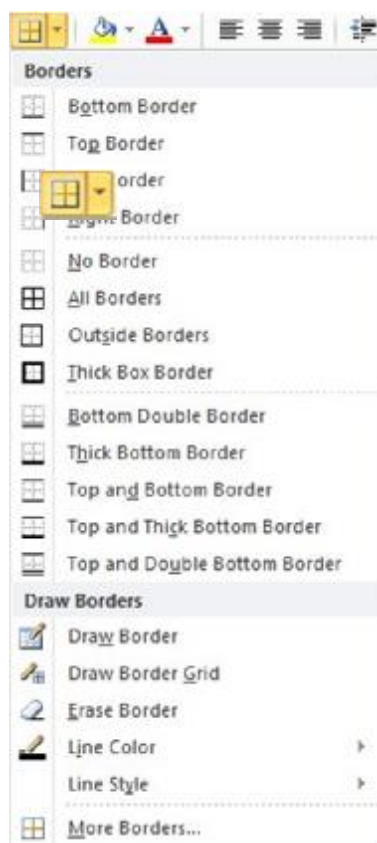 A
Borders
Bottom Border
Top Border
order
Right Border
No Border
All Borders
Outside Borders
Thick Box Border
Bottom Double Border
Thick Bottom Border
Top and Bottom Border
Top and Thick Bottom Border
Top and Double Bottom Border
Draw Borders
Draw Border
Draw Border Grid
Erase Border
Line Color
Line Style
More Borders...